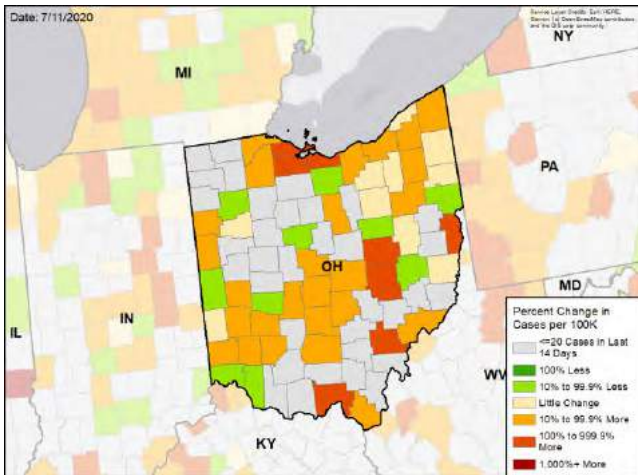 Date: 7/11/2020
NY
MI
PA
OH
MD
IL
IN
WV
KY
Percent Change in
Cases per 100K
<=20 Cases in Last
14 Days
100% Less
10% to 99.9% Less
Little Change
10% to 99.9% More
100% to 999.9%
More
1,000%+ More